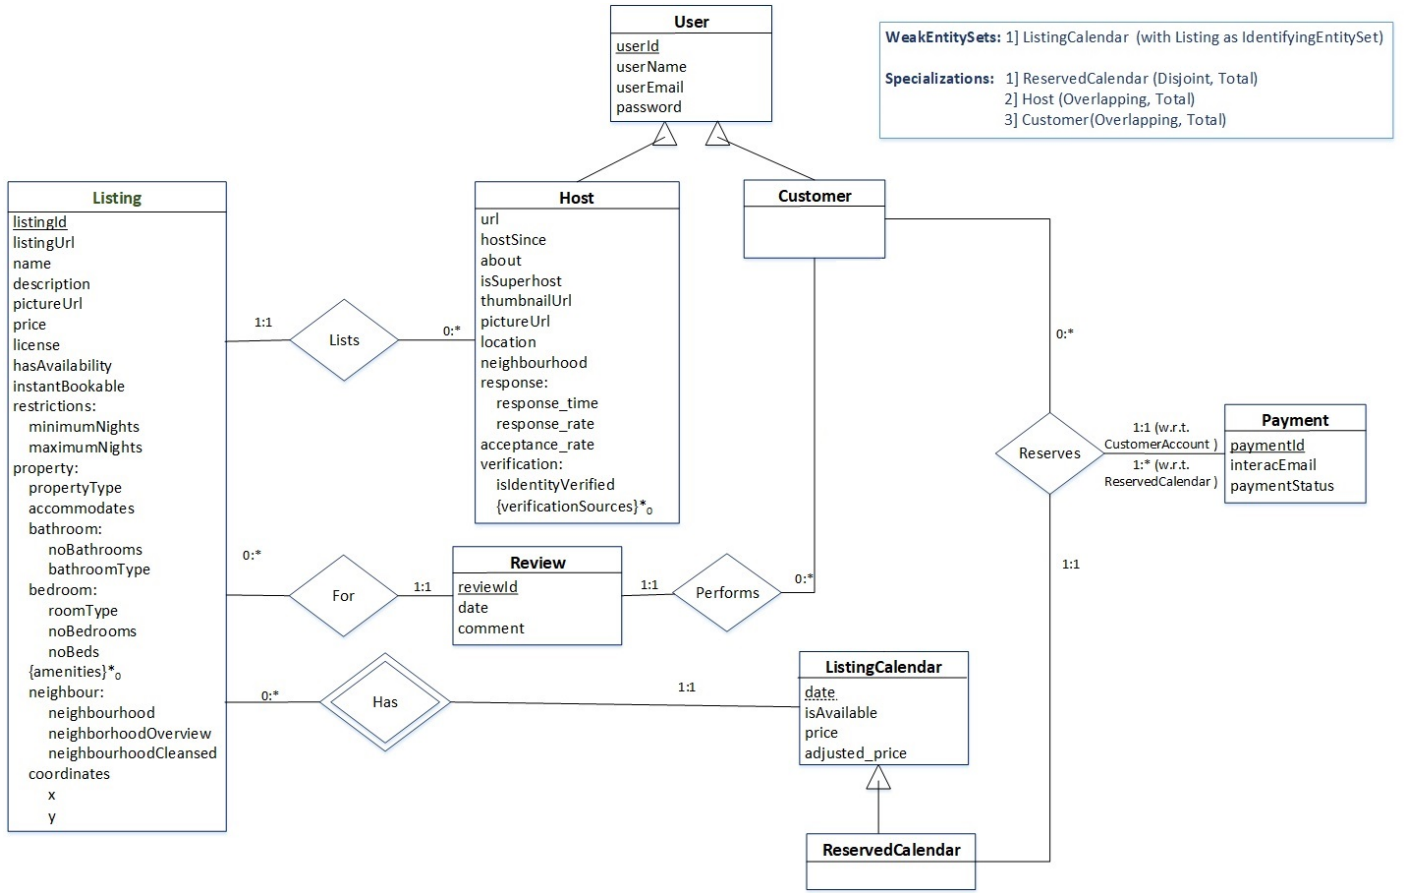 User
userId
userName
userEmail
password
WeakEntitySets: 1] ListingCalendar (with Listing as IdentifyingEntitySet)
Specializations: 1] ReservedCalendar (Disjoint, Total)
2] Host (Overlapping, Total)
3] Customer(Overlapping, Total)
Listing
listingId
listingUrl
name
description
pictureUrl
price
license
hasAvailability
instantBookable
restrictions:
minimumNights
maximumNights
property:
propertyType
accommodates
bathroom:
noBathrooms
bathroomType
bedroom:
roomType
noBedrooms
noBeds
{amenities}*₀
neighbour:
neighbourhood
neighborhoodOverview
neighbourhoodCleansed
coordinates
x
y
1:1
Lists
0:*
Host
url
hostSince
about
isSuperhost
thumbnailUrl
pictureUrl
location
neighbourhood
response:
response_time
response_rate
acceptance_rate
verification:
isIdentityVerified
{verificationSources}*₀
Customer
0:*
Reserves
1:1 (w.r.t.
CustomerAccount )
1:* (w.r.t.
ReservedCalendar )
Payment
paymentId
interacEmail
paymentStatus
1:1
0:*
For
1:1
Review
reviewId
date
comment
1:1
Performs
0:*
0:*
Has
1:1
ListingCalendar
date
isAvailable
price
adjusted_price
ReservedCalendar